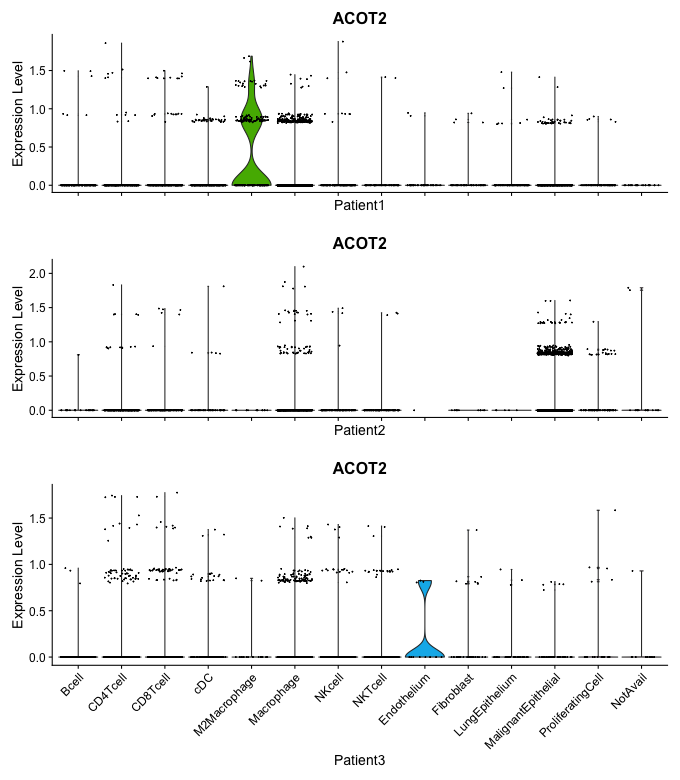 ACOT2
Expression Level
1.5
1.0
0.5
0.0
Patient1
ACOT2
Expression Level
2.0
1.5
1.0
0.5
0.0
Patient2
ACOT2
Expression Level
1.5
1.0
0.5
0.0
Bcell
CD4Tcell
CD8Tcell
cDC
M2Macrophage
Macrophage
NKcell
NKTcell
Endothelium
Fibroblast
LungEpithelium
MalignantEpithelial
ProliferatingCell
NotAvail
Patient3